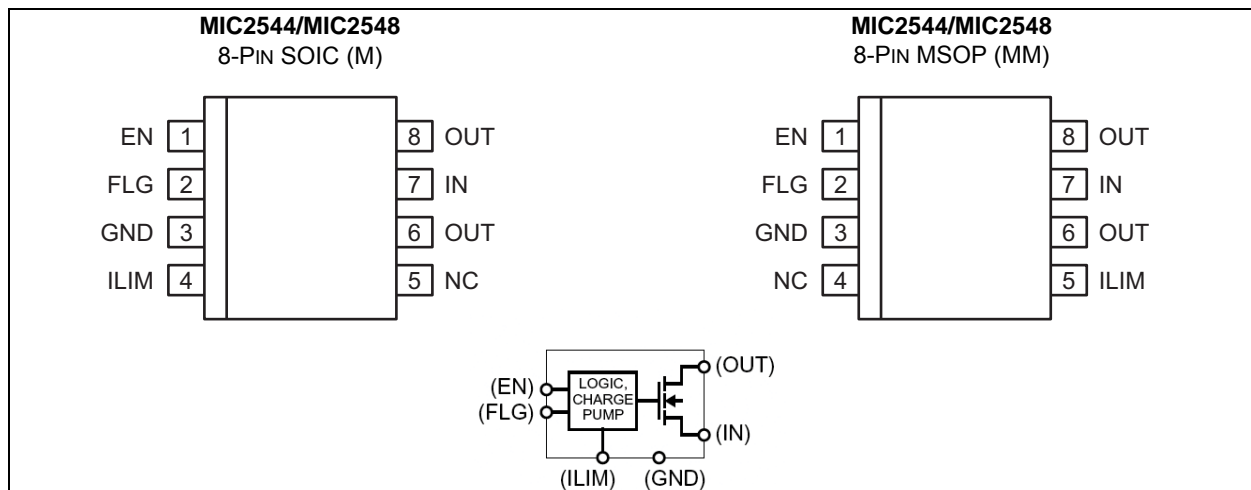 MIC2544/MIC2548
8-PIN SOIC (M)
EN 1
8 OUT
FLG 2
7 IN
GND 3
6 OUT
ILIM 4
5 NC
MIC2544/MIC2548
8-PIN MSOP (MM)
EN 1
8 OUT
FLG 2
7 IN
GND 3
6 OUT
NC 4
5 ILIM
(EN)
(FLG)
LOGIC,
CHARGE
PUMP
(OUT)
(IN)
(ILIM)
(GND)